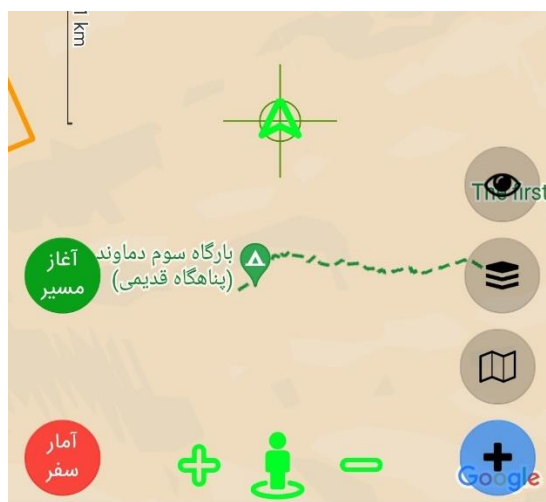 1 km
The first
بارگاه سوم دماوند
(پناهگاه قدیمی)
آغاز
مسیر
آمار
سفر
Google